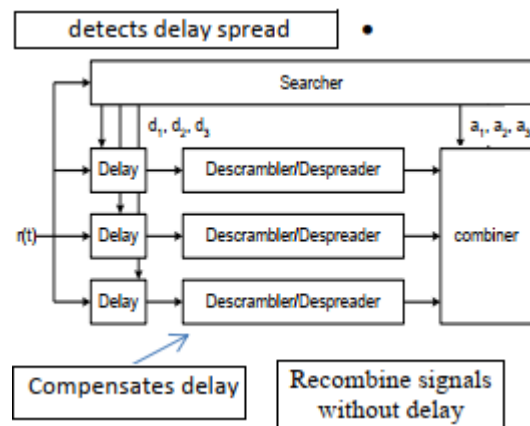 detects delay spread
•
Searcher
d1, d2, d3
a1, a2, a3
Delay
Descrambler/Despreader
r(t)
Delay
Descrambler/Despreader
combiner
Delay
Descrambler/Despreader
Compensates delay
Recombine signals
without delay